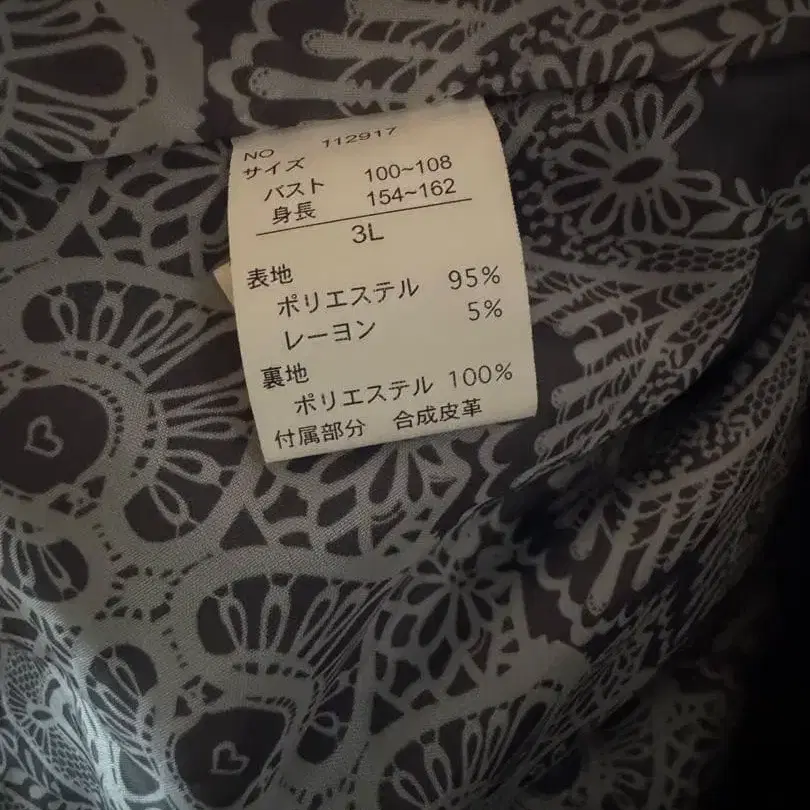 NO 112917
サイズ
バスト 100~108
身長 154~162
3L
表地
ポリエステル 95%
レーヨン 5%
裏地
ポリエステル 100%
付属部分 合成皮革